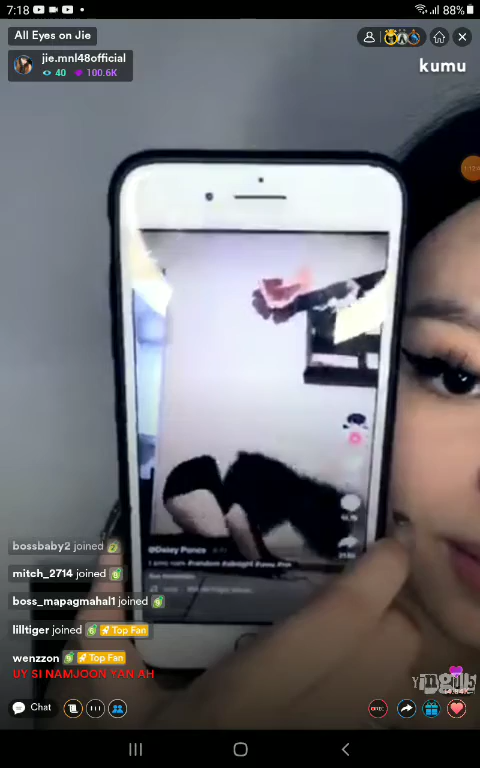 7:18
88%
All Eyes on Jie
jie.mnl48official
40
100.6K
kumu
@Daisy Ponce
bossbaby2 joined
mitch_2714 joined
boss_mapagmahal1 joined
lilltiger joined Top Fan
wenzzon Top Fan
UY SI NAMJOON YAN AH
Chat